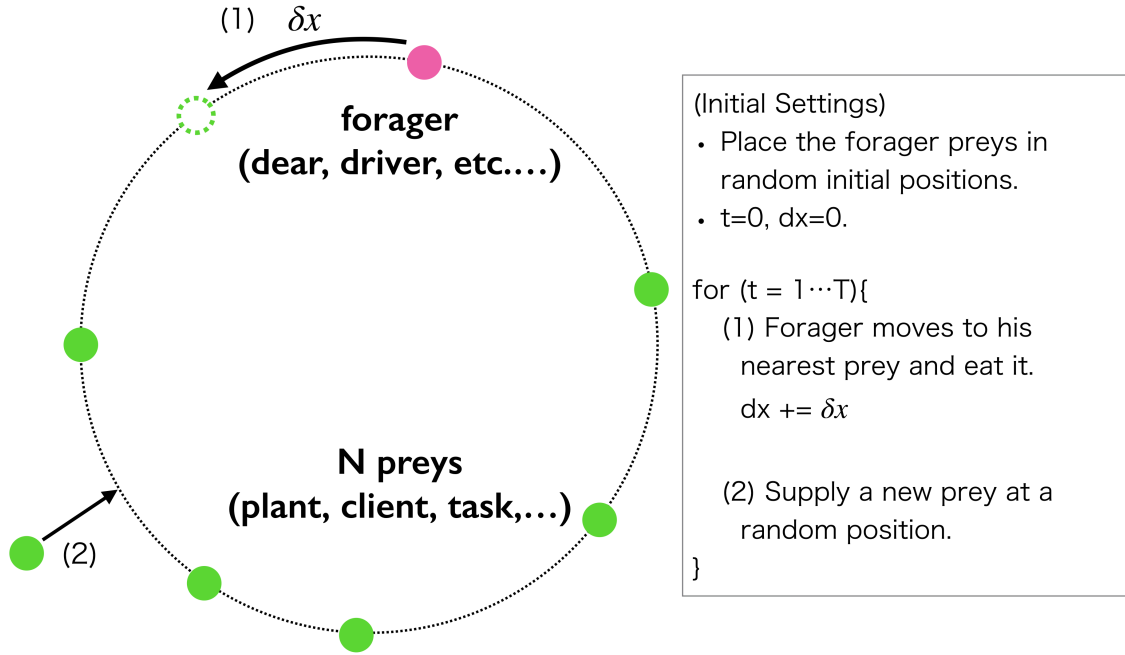 (1) δx
forager
(dear, driver, etc.…)
N preys
(plant, client, task,…)
(2)
(Initial Settings)
• Place the forager preys in
random initial positions.
• t=0, dx=0.
for (t = 1⋯T){
(1) Forager moves to his
nearest prey and eat it.
dx += δx
(2) Supply a new prey at a
random position.
}